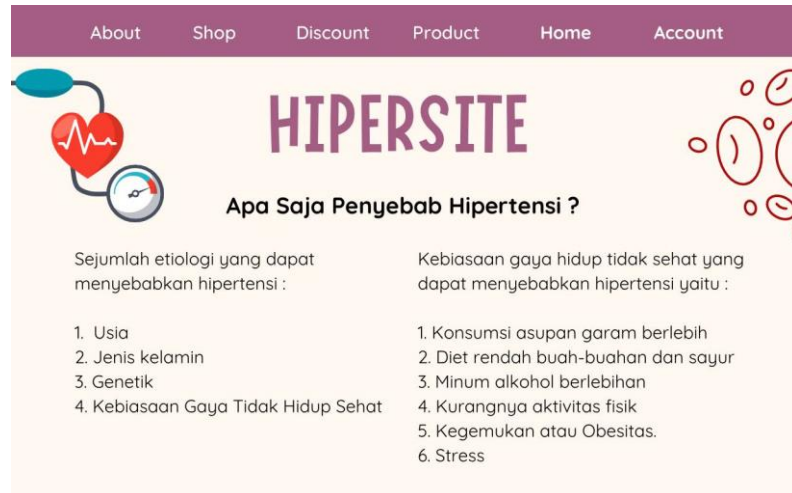 About Shop Discount Product Home Account
HIPERSITE
Apa Saja Penyebab Hipertensi ?
Sejumlah etiologi yang dapat
menyebabkan hipertensi :
1. Usia
2. Jenis kelamin
3. Genetik
4. Kebiasaan Gaya Tidak Hidup Sehat
Kebiasaan gaya hidup tidak sehat yang
dapat menyebabkan hipertensi yaitu :
1. Konsumsi asupan garam berlebih
2. Diet rendah buah-buahan dan sayur
3. Minum alkohol berlebihan
4. Kurangnya aktivitas fisik
5. Kegemukan atau Obesitas.
6. Stress